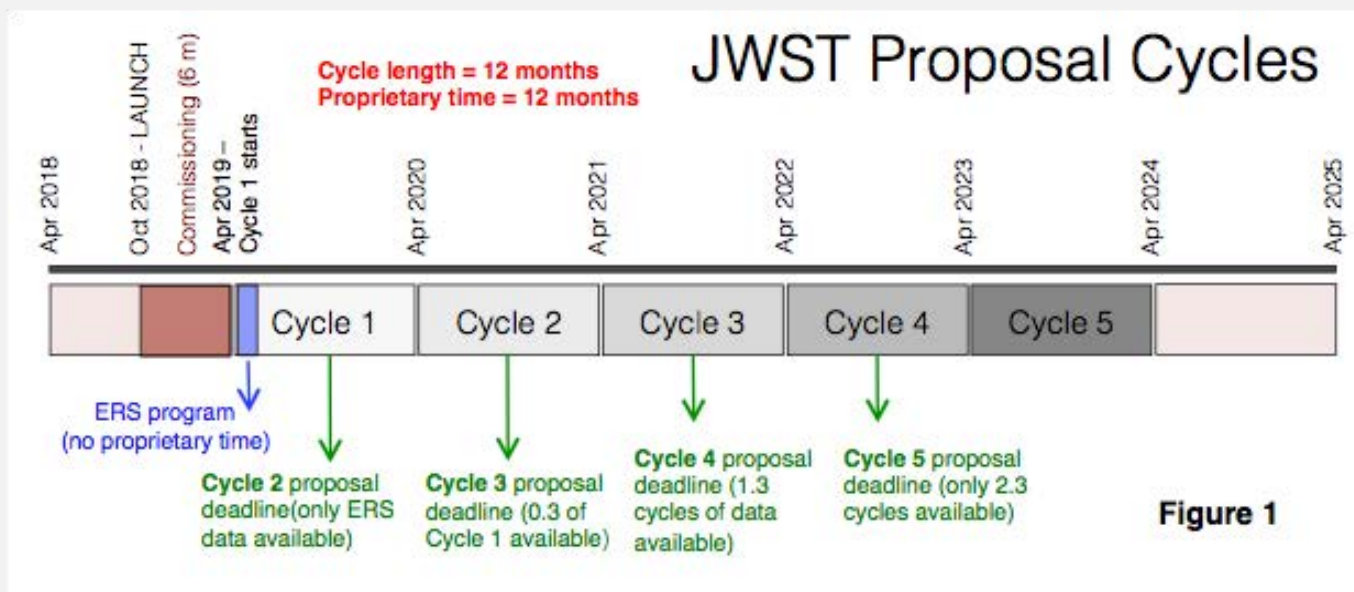 JWST Proposal Cycles
Cycle length = 12 months
Proprietary time = 12 months
Apr 2018
Oct 2018 - LAUNCH
Commissioning (6 m)
Apr 2019 –
Cycle 1 starts
Apr 2020
Apr 2021
Apr 2022
Apr 2023
Apr 2024
Apr 2025
Cycle 1
Cycle 2
Cycle 3
Cycle 4
Cycle 5
ERS program
(no proprietary time)
Cycle 2 proposal
deadline(only ERS
data available)
Cycle 3 proposal
deadline (0.3 of
Cycle 1 available)
Cycle 4 proposal
deadline (1.3
cycles of data
available)
Cycle 5 proposal
deadline (only 2.3
cycles available)
Figure 1